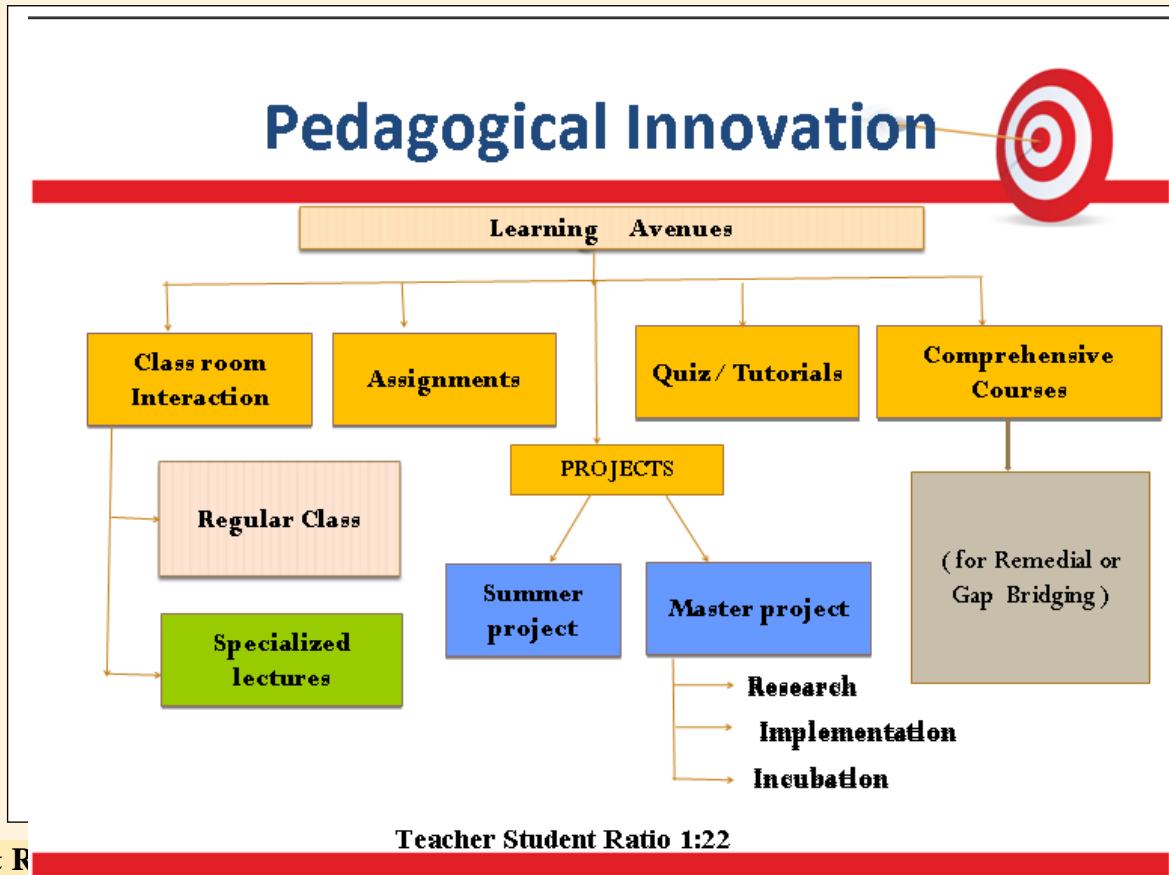 Pedagogical Innovation
Learning Avenues
Class room
Interaction
Assignments
Quiz / Tutorials
Comprehensive
Courses
PROJECTS
Regular Class
Specialized
lectures
Summer
project
Master project
Research
Implementation
Incubation
( for Remedial or
Gap Bridging )
Teacher Student Ratio 1:22